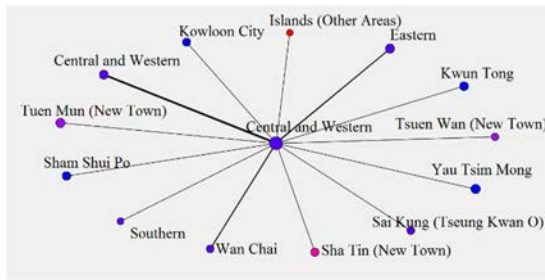 Islands (Other Areas)
Kowloon City
Eastern
Central and Western
Kwun Tong
Tuen Mun (New Town)
Central and Western
Tsuen Wan (New Town)
Sham Shui Po
Yau Tsim Mong
Southern
Wan Chai
Sai Kung (Tseung Kwan O)
Sha Tin (New Town)